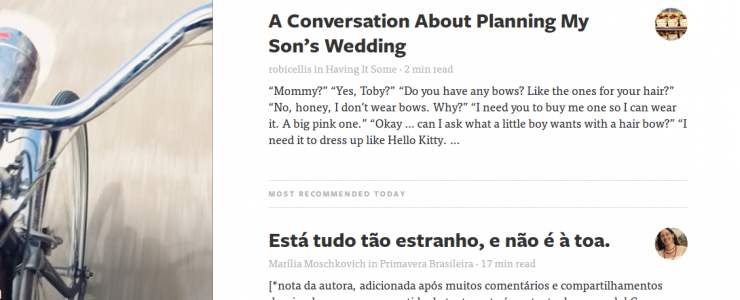 A Conversation About Planning My
Son’s Wedding
robicellis in Having It Some · 2 min read
“Mommy?” “Yes, Toby?” “Do you have any bows? Like the ones for your hair?”
“No, honey, I don’t wear bows. Why?” “I need you to buy me one so I can wear
it. A big pink one.” “Okay … can I ask what a little boy wants with a hair bow?” “I
need it to dress up like Hello Kitty. …
MOST RECOMMENDED TODAY
Está tudo tão estranho, e não é à toa.
Marília Moschkovich in Primavera Brasileira · 17 min read
[*nota da autora, adicionada após muitos comentários e compartilhamentos